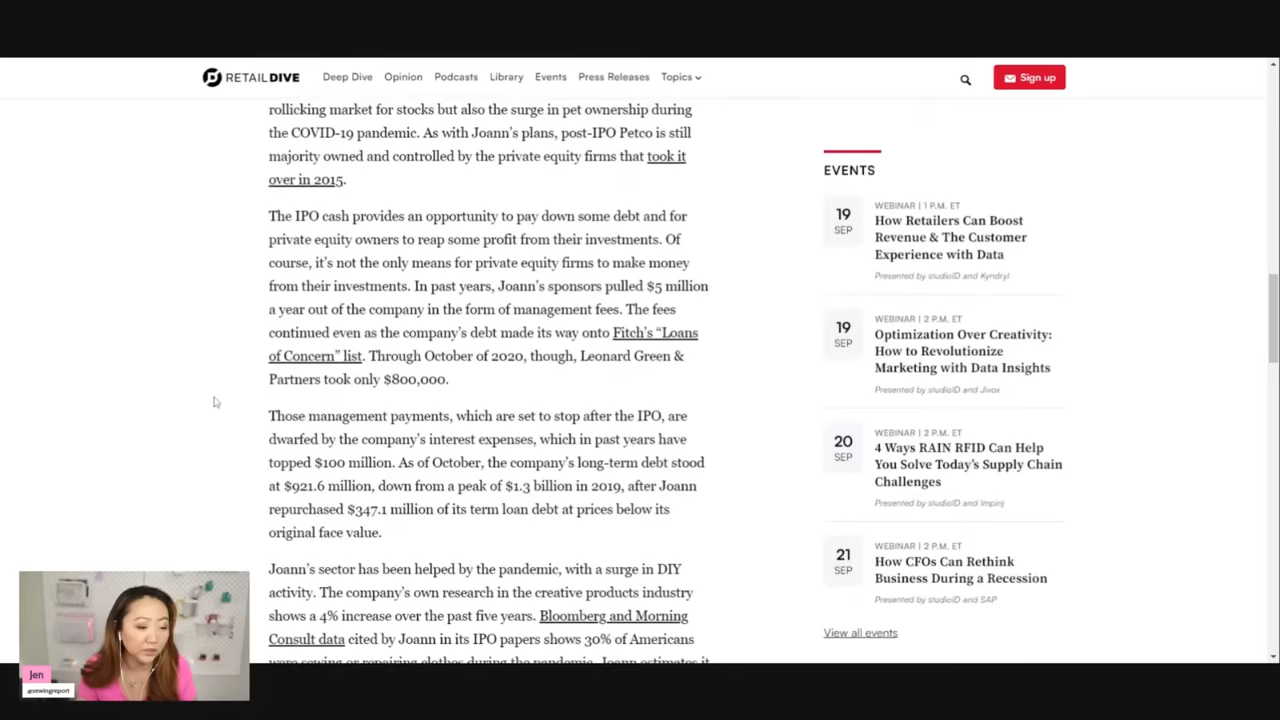 RETAILDIVE
Deep Dive
Opinion
Podcasts
Library
Events
Press Releases
Topics
Sign up
rollicking market for stocks but also the surge in pet ownership during
the COVID-19 pandemic. As with Joann’s plans, post-IPO Petco is still
majority owned and controlled by the private equity firms that took it
over in 2015.
The IPO cash provides an opportunity to pay down some debt and for
private equity owners to reap some profit from their investments. Of
course, it’s not the only means for private equity firms to make money
from their investments. In past years, Joann’s sponsors pulled $5 million
a year out of the company in the form of management fees. The fees
continued even as the company’s debt made its way onto Fitch’s “Loans
of Concern” list. Through October of 2020, though, Leonard Green &
Partners took only $800,000.
Those management payments, which are set to stop after the IPO, are
dwarfed by the company’s interest expenses, which in past years have
topped $100 million. As of October, the company’s long-term debt stood
at $921.6 million, down from a peak of $1.3 billion in 2019, after Joann
repurchased $347.1 million of its term loan debt at prices below its
original face value.
Joann’s sector has been helped by the pandemic, with a surge in DIY
activity. The company’s own research in the creative products industry
shows a 4% increase over the past five years. Bloomberg and Morning
Consult data cited by Joann in its IPO papers shows 30% of Americans
were sewing or repairing clothes during the pandemic. Joann estimates it
EVENTS
19
SEP
WEBINAR | 1 P.M. ET
How Retailers Can Boost
Revenue & The Customer
Experience with Data
Presented by studioID and Kyndryl
19
SEP
WEBINAR | 2 P.M. ET
Optimization Over Creativity:
How to Revolutionize
Marketing with Data Insights
Presented by studioID and Jivox
20
SEP
WEBINAR | 2 P.M. ET
4 Ways RAIN RFID Can Help
You Solve Today’s Supply Chain
Challenges
Presented by studioID and Impinj
21
SEP
WEBINAR | 2 P.M. ET
How CFOs Can Rethink
Business During a Recession
Presented by studioID and SAP
View all events
Jen
@sewingreport